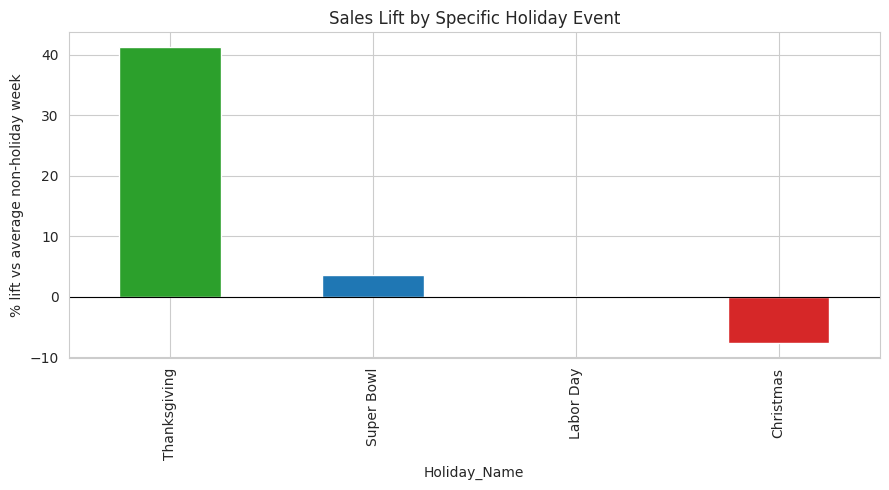 Sales Lift by Specific Holiday Event
% lift vs average non-holiday week
40
30
20
10
0
−10
Thanksgiving
Super Bowl
Labor Day
Christmas
Holiday_Name